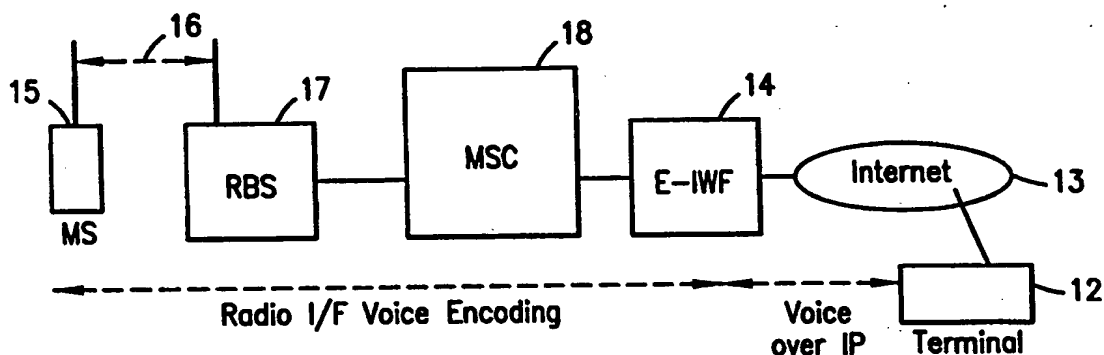 16
18
15
17
14
MSC
RBS
E-IWF
Internet
13
MS
12
Radio I/F Voice Encoding
Voice
over IP
Terminal